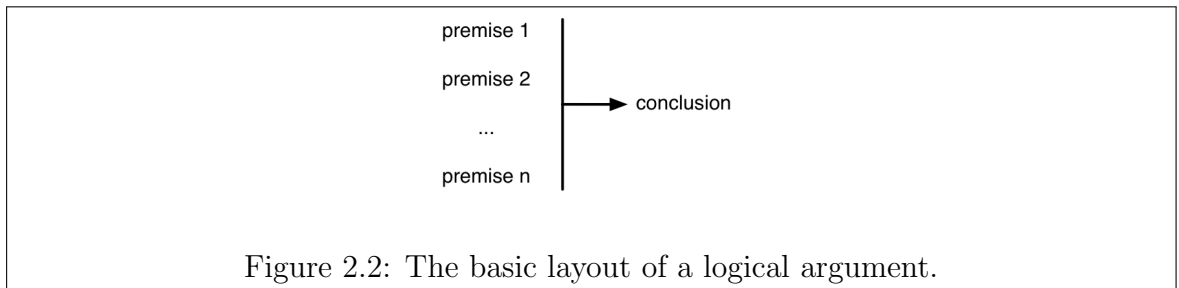 premise 1
premise 2
...
conclusion
premise n
Figure 2.2: The basic layout of a logical argument.